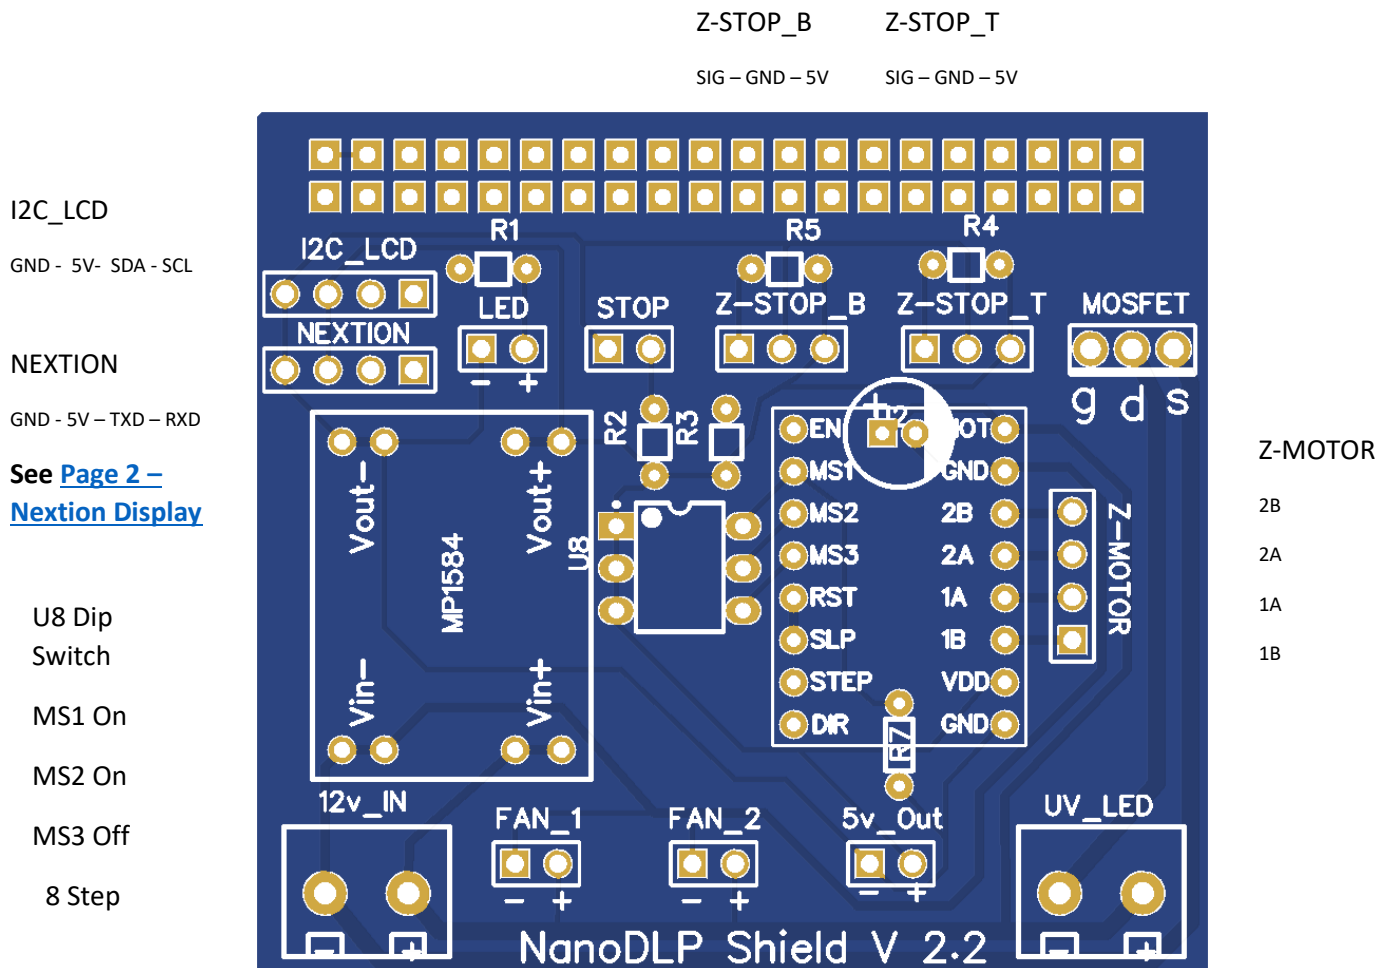 Z-STOP_B
Z-STOP_T
SIG – GND – 5V
SIG – GND – 5V
I2C_LCD
GND - 5V- SDA - SCL
NEXTION
GND - 5V – TXD – RXD
See Page 2 –
Nextion Display
U8 Dip
Switch
MS1 On
MS2 On
MS3 Off
8 Step
R1
R5
R4
I2C_LCD
LED
STOP
Z-STOP_B
Z-STOP_T
MOSFET
NEXTION
- +
g d s
R2
R3
+
EN
MS1
MS2
MS3
RST
SLP
STEP
DIR
GND
2B
2A
1A
1B
VDD
GND
Z-MOTOR
Vout-
Vout+
MP1584
U8
Vin-
Vin+
R7
12v_IN
FAN_1
FAN_2
5v_Out
UV_LED
- +
- +
- +
- +
- +
NanoDLP Shield V 2.2
Z-MOTOR
2B
2A
1A
1B